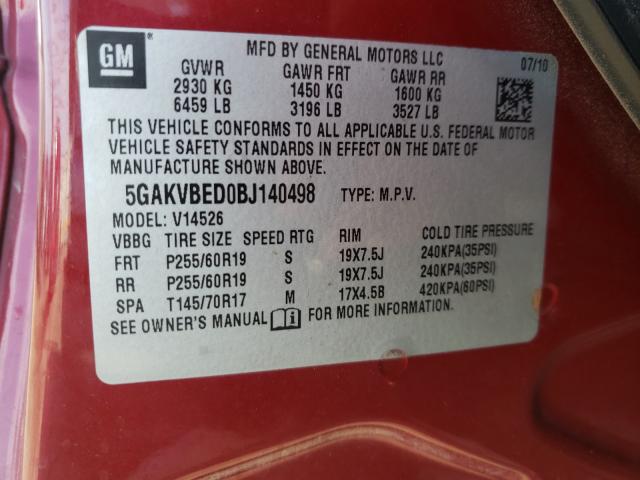 GM
MFD BY GENERAL MOTORS LLC 07/10
GVWR GAWR FRT GAWR RR
2930 KG 1450 KG 1600 KG
6459 LB 3196 LB 3527 LB
THIS VEHICLE CONFORMS TO ALL APPLICABLE U.S. FEDERAL MOTOR
VEHICLE SAFETY STANDARDS IN EFFECT ON THE DATE OF
MANUFACTURE SHOWN ABOVE.
5GAKVBED0BJ140498 TYPE: M.P.V.
MODEL: V14526
VBBG TIRE SIZE SPEED RTG RIM COLD TIRE PRESSURE
FRT P255/60R19 S 19X7.5J 240KPA(35PSI)
RR P255/60R19 S 19X7.5J 240KPA(35PSI)
SPA T145/70R17 M 17X4.5B 420KPA(60PSI)
SEE OWNER'S MANUAL i FOR MORE INFORMATION.